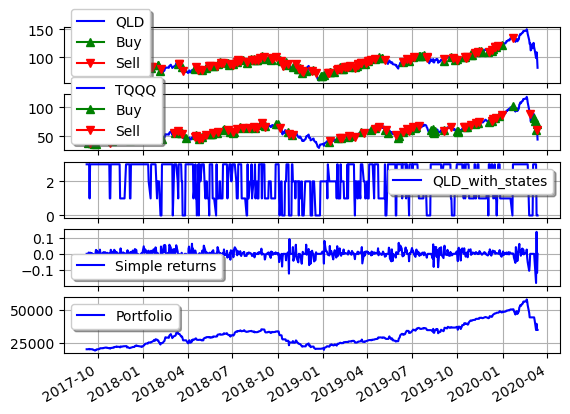 150
100
QLD
Buy
Sell
100
50
TQQQ
Buy
Sell
2
0
QLD_with_states
0.1
0.0
−0.1
Simple returns
50000
25000
Portfolio
2017-10
2018-01
2018-04
2018-07
2018-10
2019-01
2019-04
2019-07
2019-10
2020-01
2020-04